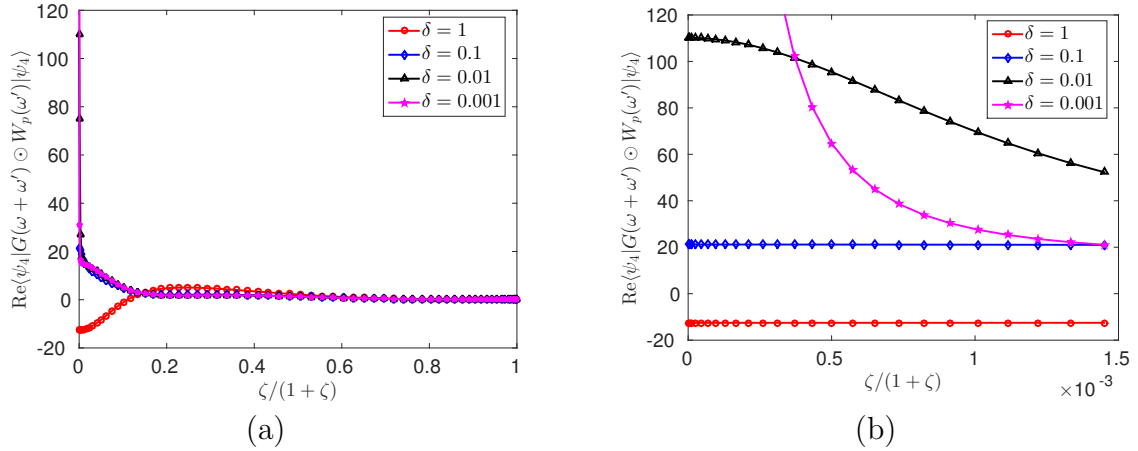 Re⟨ψ₄|G(ω + ω′) ⊙ Wₚ(ω′)|ψ₄⟩
120
100
80
60
40
20
0
-20
0 0.2 0.4 0.6 0.8 1
ζ/(1 + ζ)
δ = 1
δ = 0.1
δ = 0.01
δ = 0.001
(a)
Re⟨ψ₄|G(ω + ω′) ⊙ Wₚ(ω′)|ψ₄⟩
120
100
80
60
40
20
0
-20
0 0.5 1 1.5
ζ/(1 + ζ)
×10⁻³
δ = 1
δ = 0.1
δ = 0.01
δ = 0.001
(b)